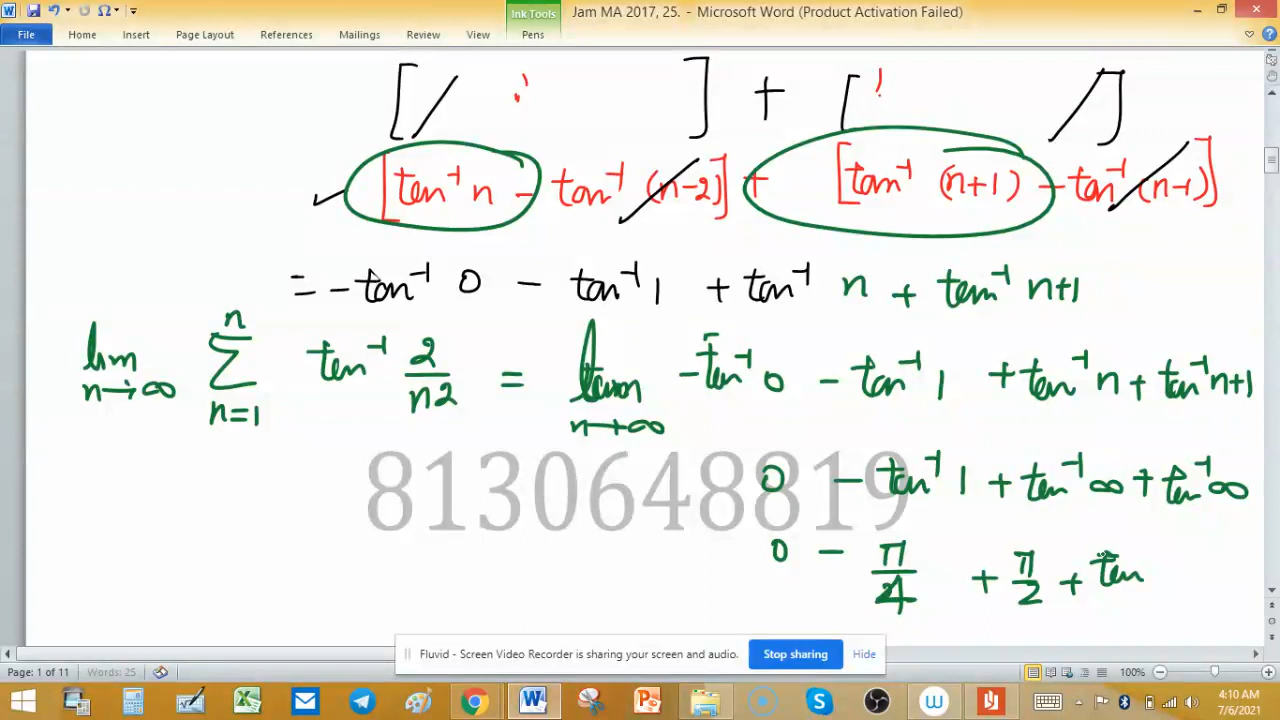 Ink Tools
Jam MA 2017, 25. - Microsoft Word (Product Activation Failed)
File Home Insert Page Layout References Mailings Review View Pens
[ ] + [ ! ]
[tan⁻¹ n - tan⁻¹ (n-2)] + [tan⁻¹ (n+1) - tan⁻¹ (n-1)]
= - tan⁻¹ 0 - tan⁻¹ 1 + tan⁻¹ n + tan⁻¹ n+1
lim n→∞ Σ n n=1 tan⁻¹ 2/n2 = lim n→∞ - tan⁻¹ 0 - tan⁻¹ 1 + tan⁻¹ n + tan⁻¹ n+1
0 - tan⁻¹ 1 + tan⁻¹ ∞ + tan⁻¹ ∞
8130648819
0 - π/4 + π/2 + tan
Fluvid - Screen Video Recorder is sharing your screen and audio. Stop sharing Hide
Page: 1 of 11 Words: 25 100%
4:10 AM
7/6/2021